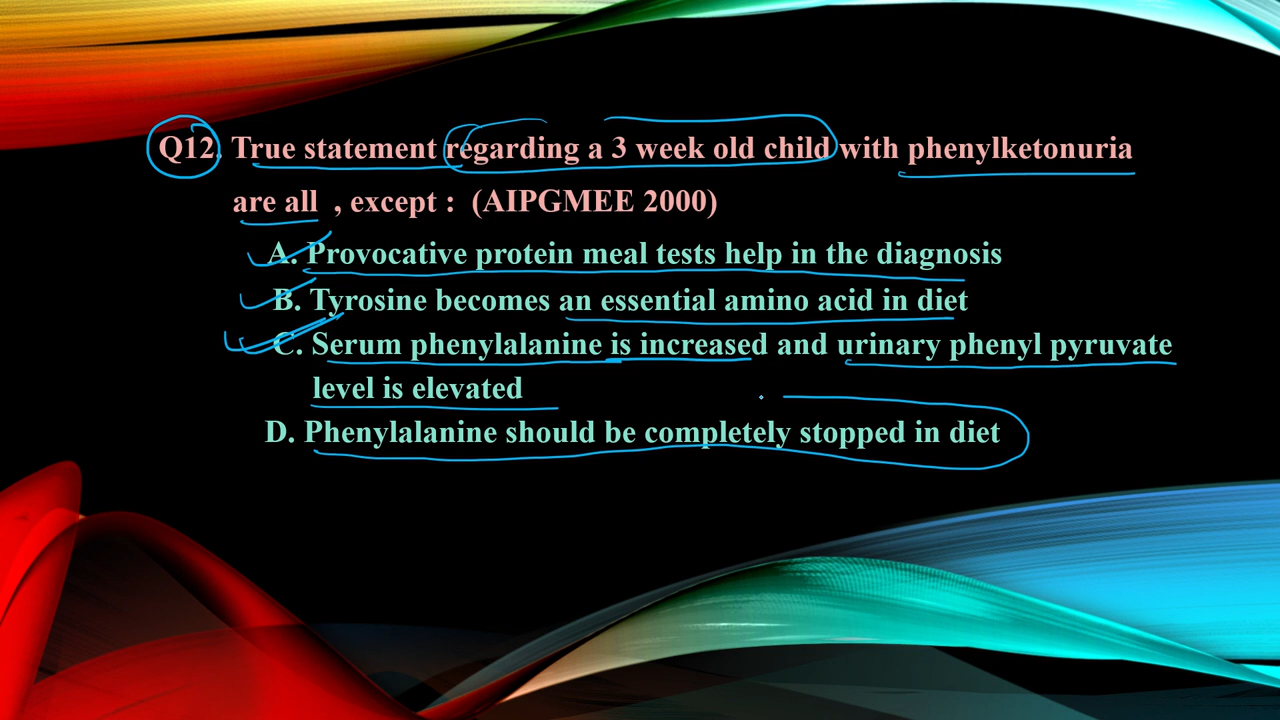 Q12. True statement regarding a 3 week old child with phenylketonuria
are all , except : (AIPGMEE 2000)
A. Provocative protein meal tests help in the diagnosis
B. Tyrosine becomes an essential amino acid in diet
C. Serum phenylalanine is increased and urinary phenyl pyruvate
level is elevated
D. Phenylalanine should be completely stopped in diet